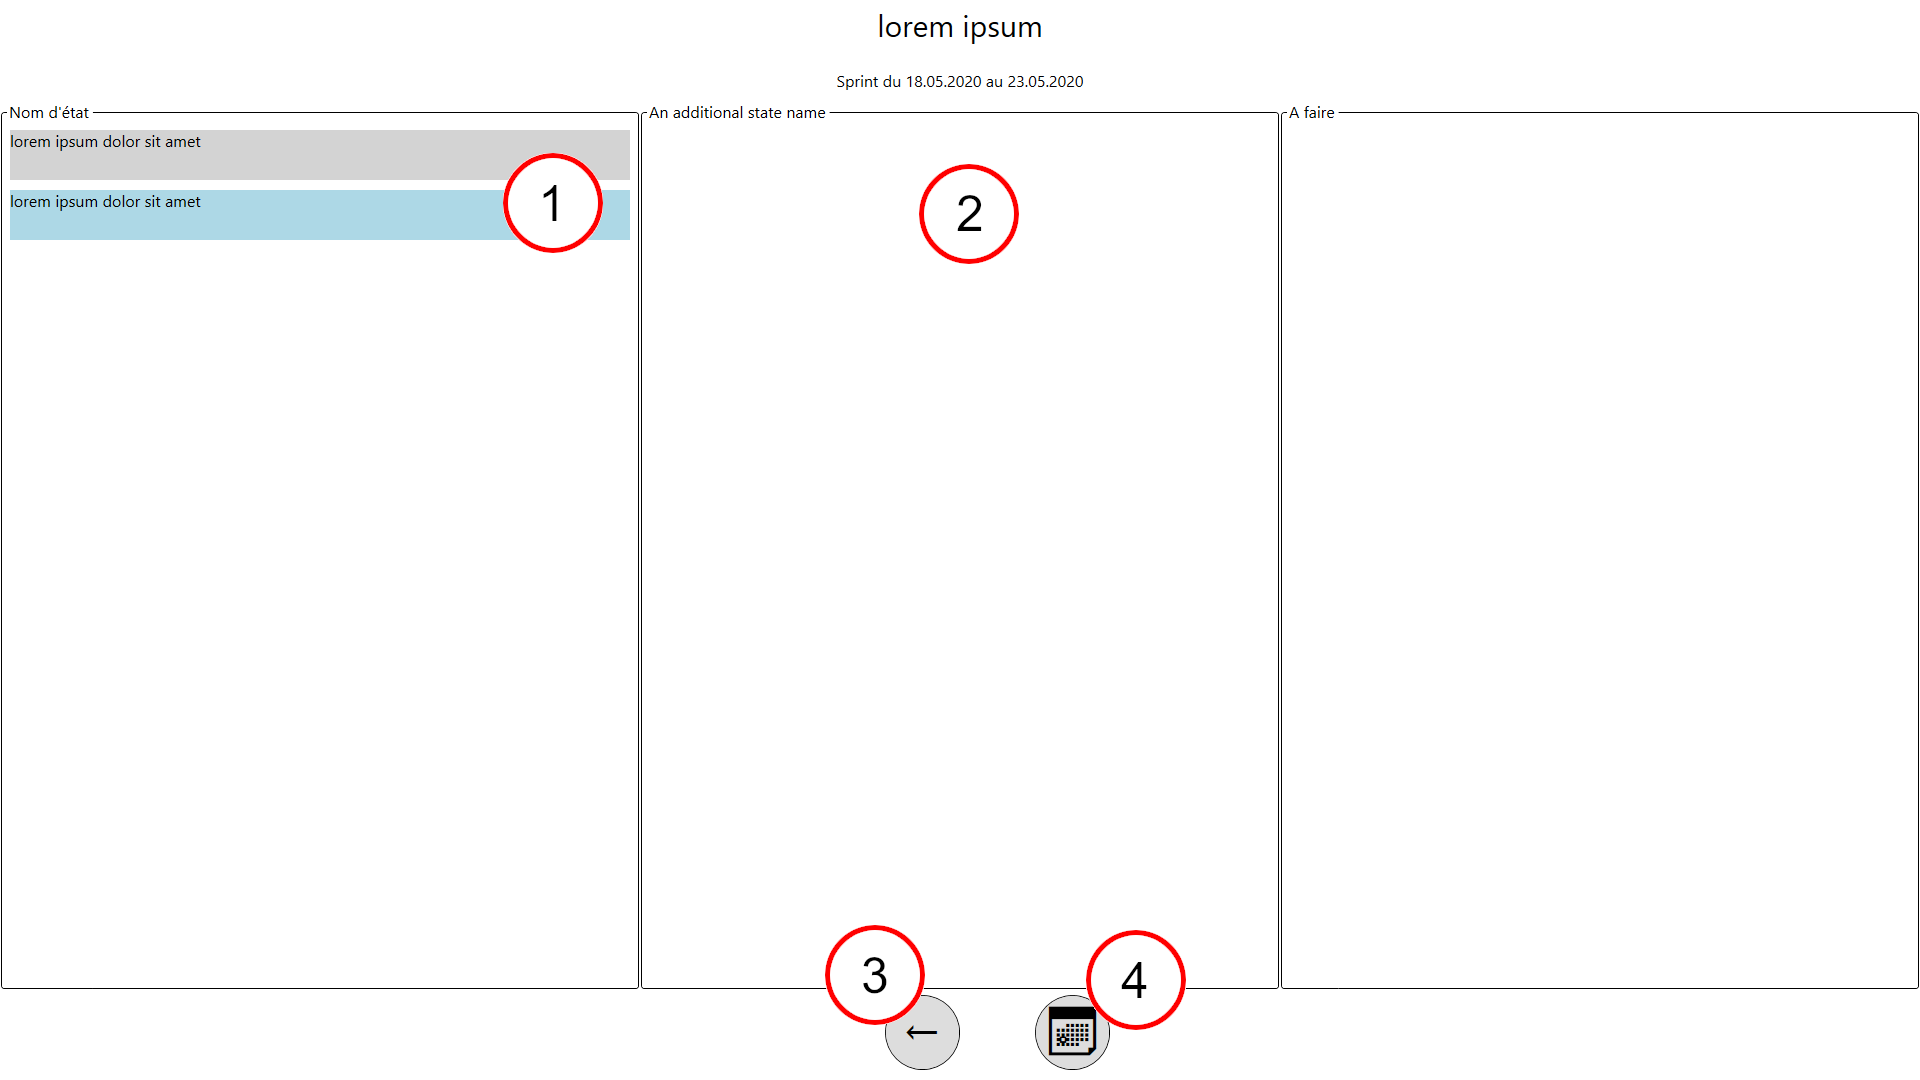 lorem ipsum
Sprint du 18.05.2020 au 23.05.2020
Nom d'état
An additional state name
A faire
lorem ipsum dolor sit amet
lorem ipsum dolor sit amet
1
2
3
4
←